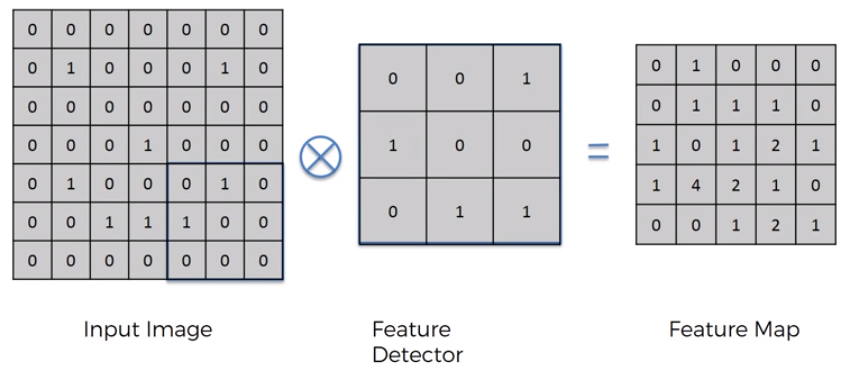 0 0 0 0 0 0 0
0 1 0 0 0 1 0
0 0 0 0 0 0 0
0 0 0 1 0 0 0
0 1 0 0 0 1 0
0 0 1 1 1 0 0
0 0 0 0 0 0 0
Input Image
0 0 1
1 0 0
0 1 1
Feature
Detector
=
0 1 0 0 0
0 1 1 1 0
1 0 1 2 1
1 4 2 1 0
0 0 1 2 1
Feature Map